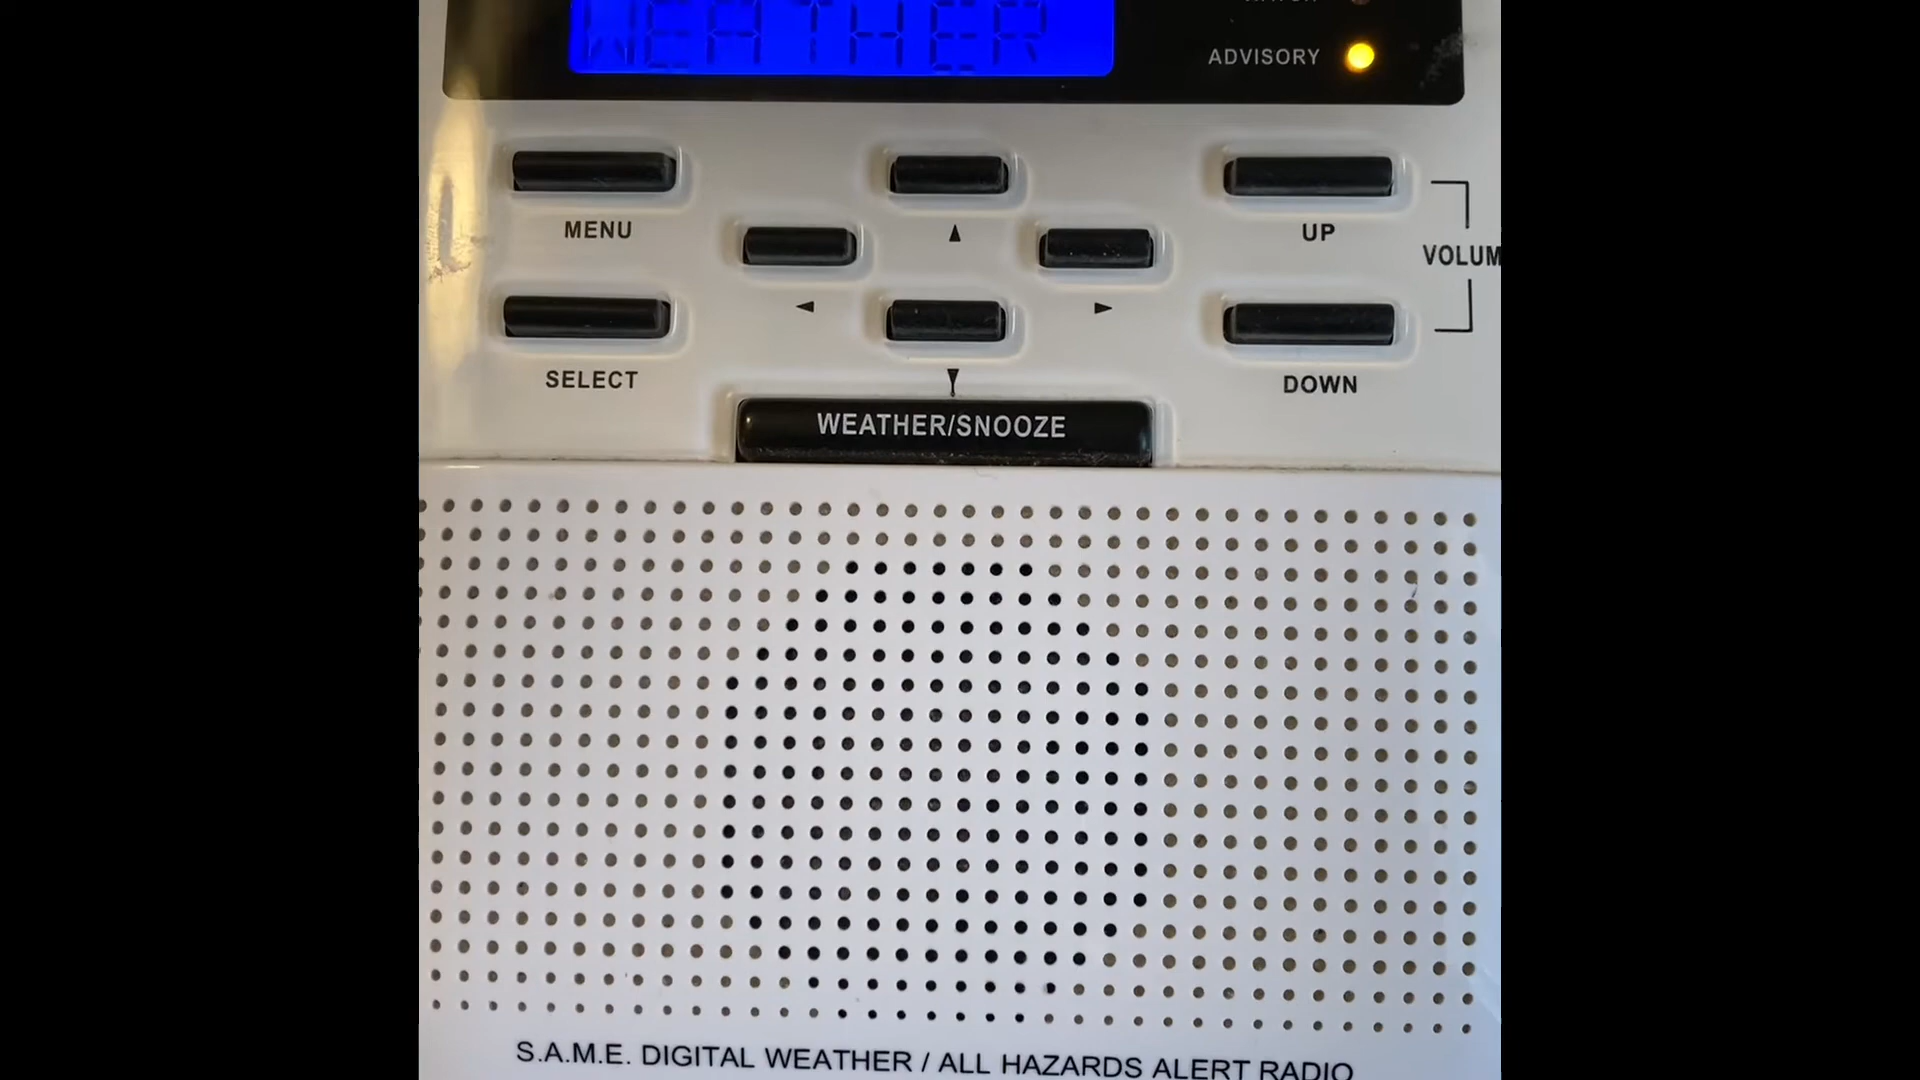 WEATHER
ADVISORY
MENU
UP
VOLUM
SELECT
DOWN
WEATHER/SNOOZE
S.A.M.E. DIGITAL WEATHER / ALL HAZARDS ALERT RADIO